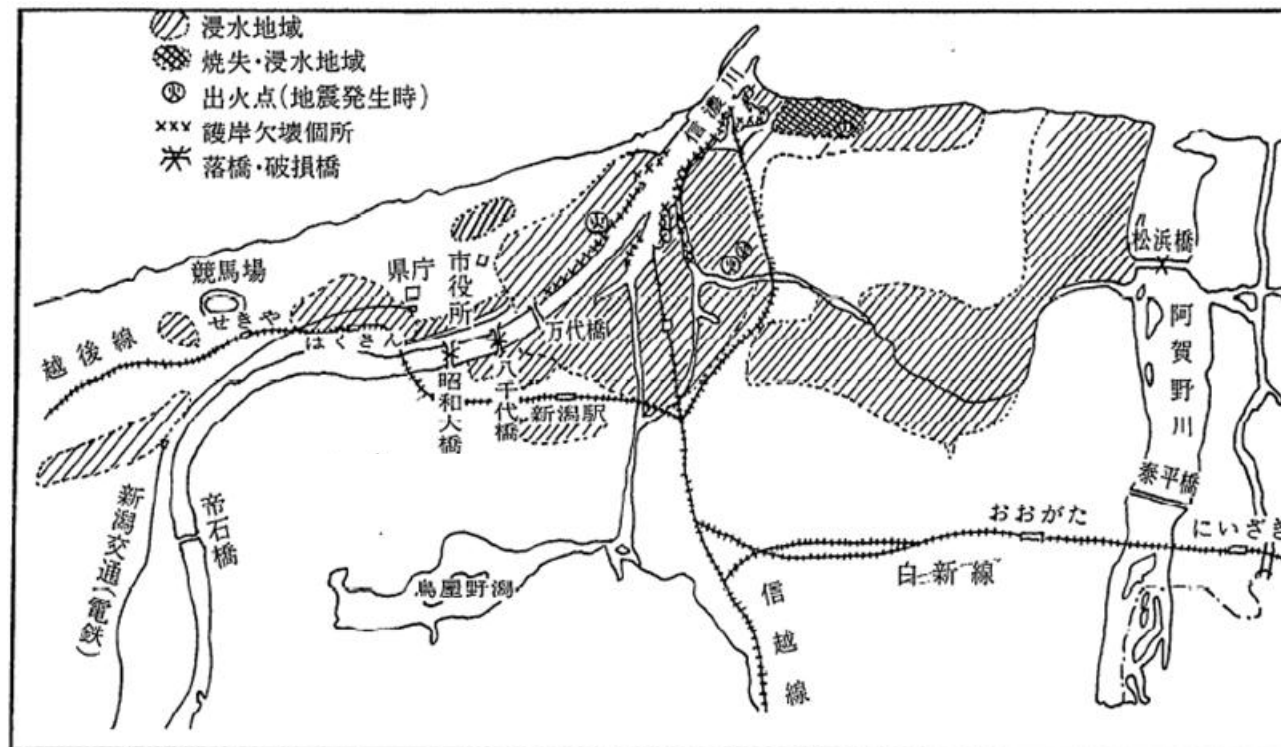 浸水地域
焼失・浸水地域
火 出火点(地震発生時)
護岸欠壊個所
落橋・破損橋
信濃川
火
火
火
松浜橋
競馬場
県庁
市役所
せきや
はくさん
万代橋
越後線
昭和大橋
八千代橋
新潟駅
阿賀野川
泰平橋
新潟交通(電鉄)
帝石橋
おおがた
にいざき
白新線
鳥屋野潟
信越線